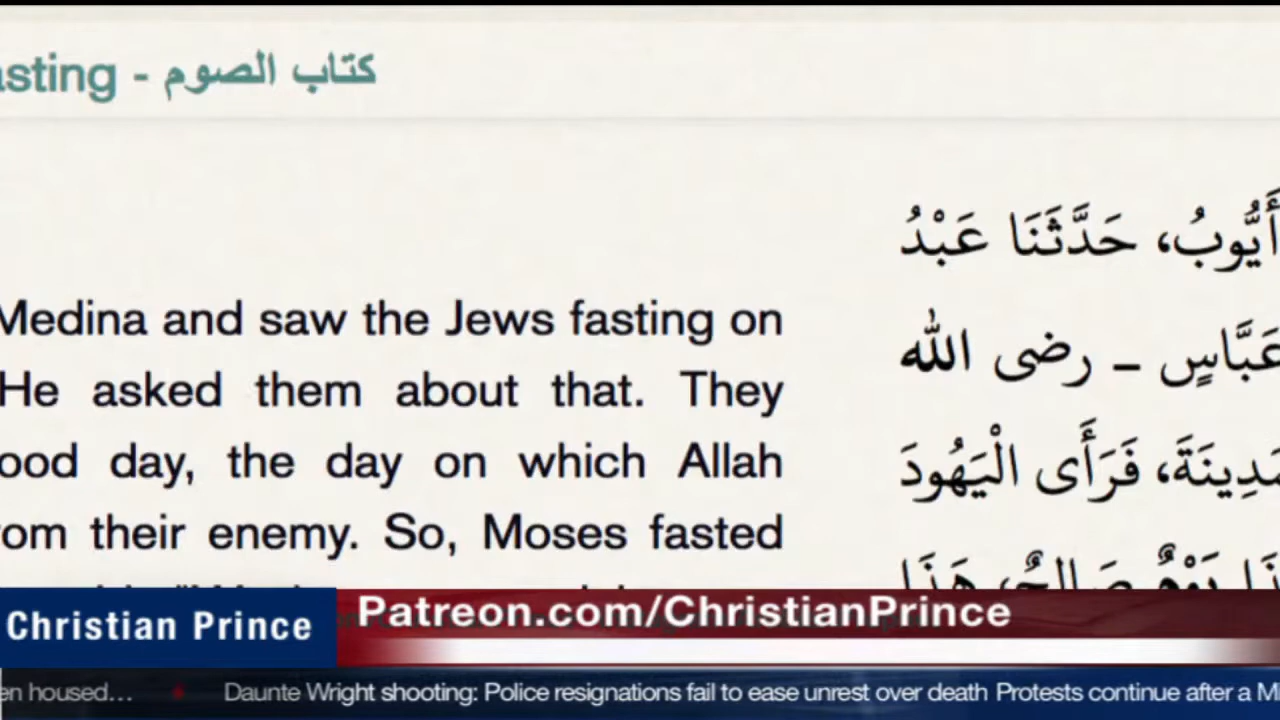 asting - كتاب الصوم
أَيُّوبُ، حَدَّثَنَا عَبْدُ
Medina and saw the Jews fasting on
عَبَّاسٍ ـ رضى الله
He asked them about that. They
ood day, the day on which Allah
مَدِينَةَ، فَرَأَى الْيَهُودَ
om their enemy. So, Moses fasted
يَوْمٌ صَالِحٌ، هَذَا
Christian Prince
Patreon.com/ChristianPrince
en housed...
Daunte Wright shooting: Police resignations fail to ease unrest over death Protests continue after a Mi